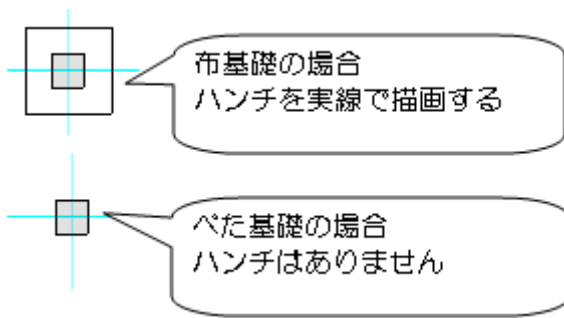 布基礎の場合
ハンチを実線で描画する
べた基礎の場合
ハンチはありません